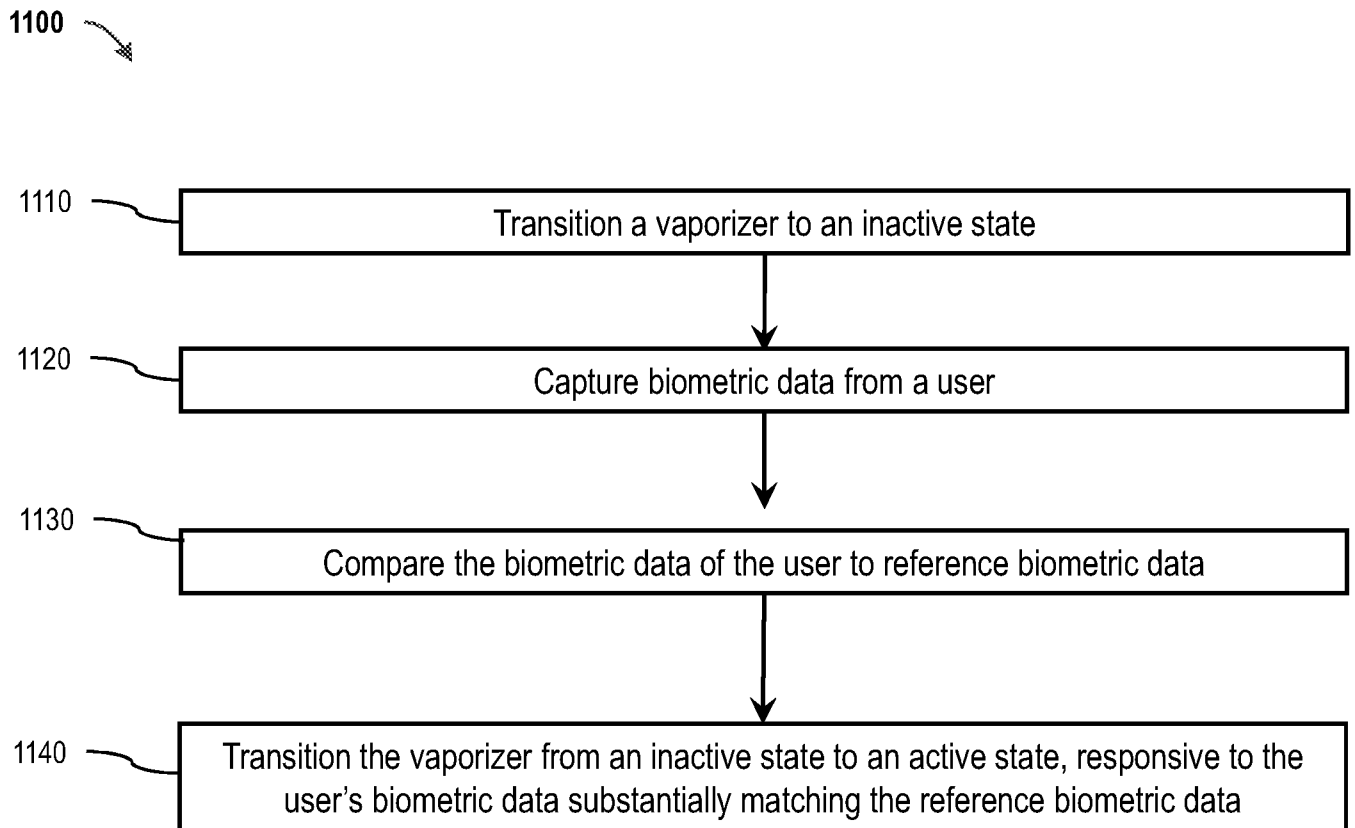 1100
1110
Transition a vaporizer to an inactive state
1120
Capture biometric data from a user
1130
Compare the biometric data of the user to reference biometric data
1140
Transition the vaporizer from an inactive state to an active state, responsive to the
user’s biometric data substantially matching the reference biometric data